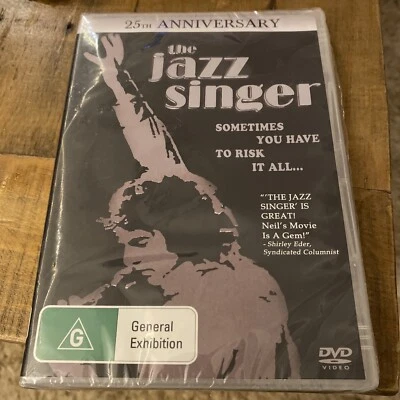 25TH ANNIVERSARY
the
jazz
singer
SOMETIMES
YOU HAVE
TO RISK
IT ALL...
"'THE JAZZ
SINGER' IS
GREAT!
Neil's Movie
Is A Gem!"
- Shirley Eder,
Syndicated Columnist
G
General
Exhibition
DVD
VIDEO